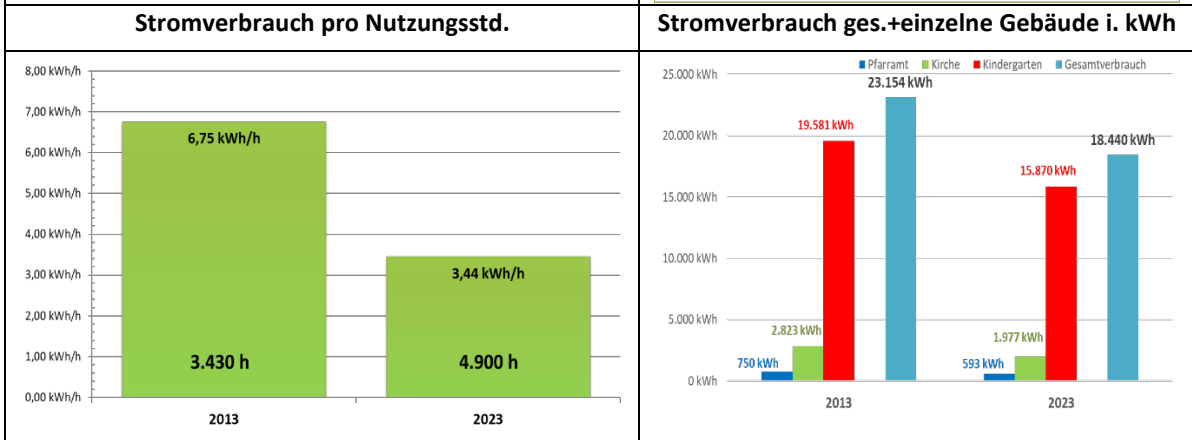 Stromverbrauch pro Nutzungsstd.
8,00 kWh/h
7,00 kWh/h
6,00 kWh/h
5,00 kWh/h
4,00 kWh/h
3,00 kWh/h
2,00 kWh/h
1,00 kWh/h
0,00 kWh/h
6,75 kWh/h
3,44 kWh/h
3.430 h
4.900 h
2013
2023
Stromverbrauch ges.+einzelne Gebäude i. kWh
Pfarramt Kirche Kindergarten Gesamtverbrauch
25.000 kWh
20.000 kWh
15.000 kWh
10.000 kWh
5.000 kWh
0 kWh
750 kWh
2.823 kWh
19.581 kWh
23.154 kWh
593 kWh
1.977 kWh
15.870 kWh
18.440 kWh
2013
2023